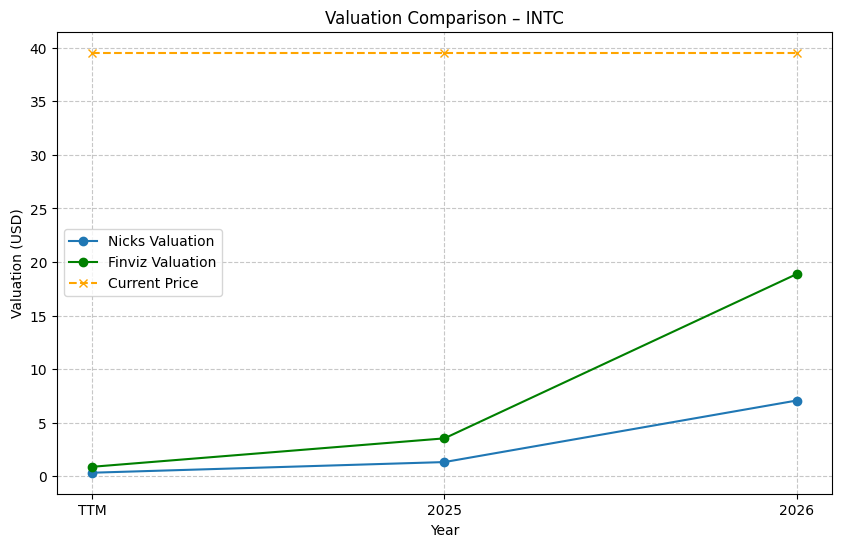 Valuation Comparison – INTC
Valuation (USD)
40
35
30
25
20
15
10
5
0
Nicks Valuation
Finviz Valuation
Current Price
TTM
2025
2026
Year